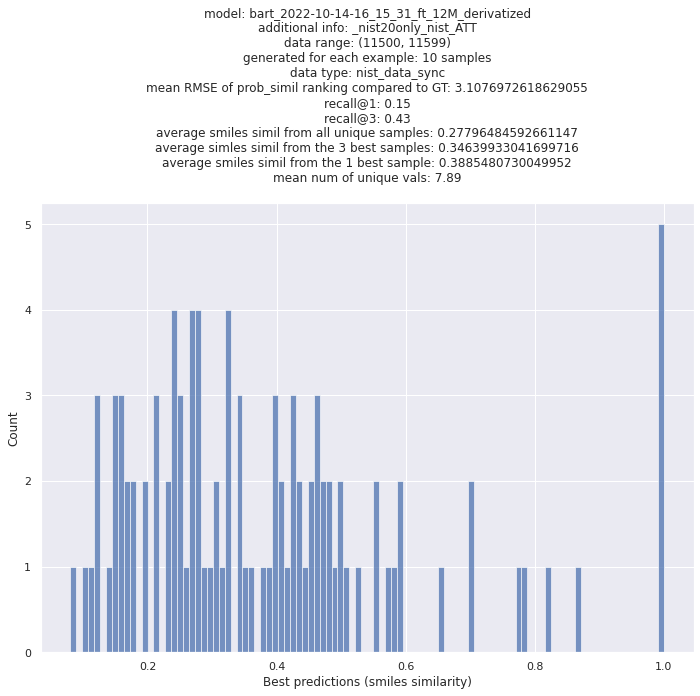 model: bart_2022-10-14-16_15_31_ft_12M_derivatized
additional info: _nist20only_nist_ATT
data range: (11500, 11599)
generated for each example: 10 samples
data type: nist_data_sync
mean RMSE of prob_simil ranking compared to GT: 3.1076972618629055
recall@1: 0.15
recall@3: 0.43
average smiles simil from all unique samples: 0.27796484592661147
average smiles simil from the 3 best samples: 0.34639933041699716
average smiles simil from the 1 best sample: 0.388548073004952
mean num of unique vals: 7.89
5
4
3
2
1
0
Count
0.2 0.4 0.6 0.8 1.0
Best predictions (smiles similarity)